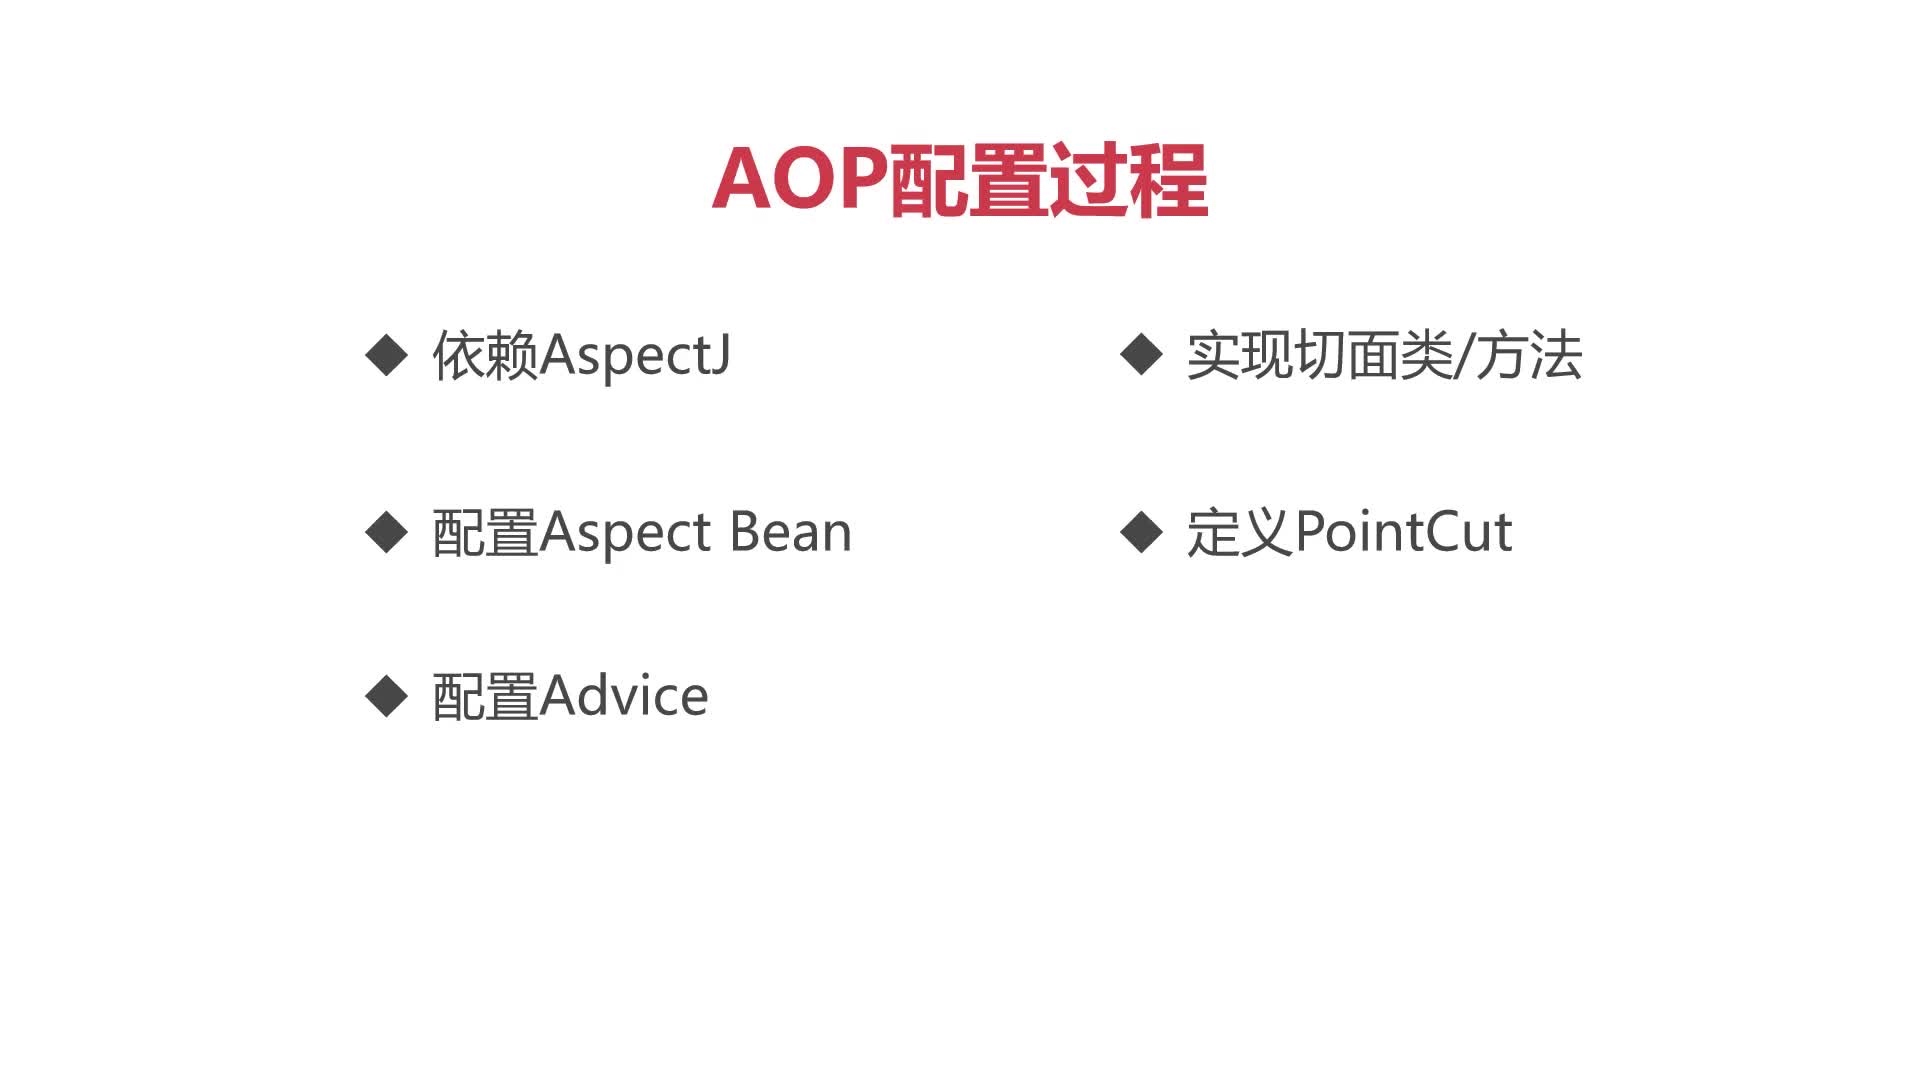 AOP配置过程
依赖AspectJ
实现切面类/方法
配置Aspect Bean
定义PointCut
配置Advice